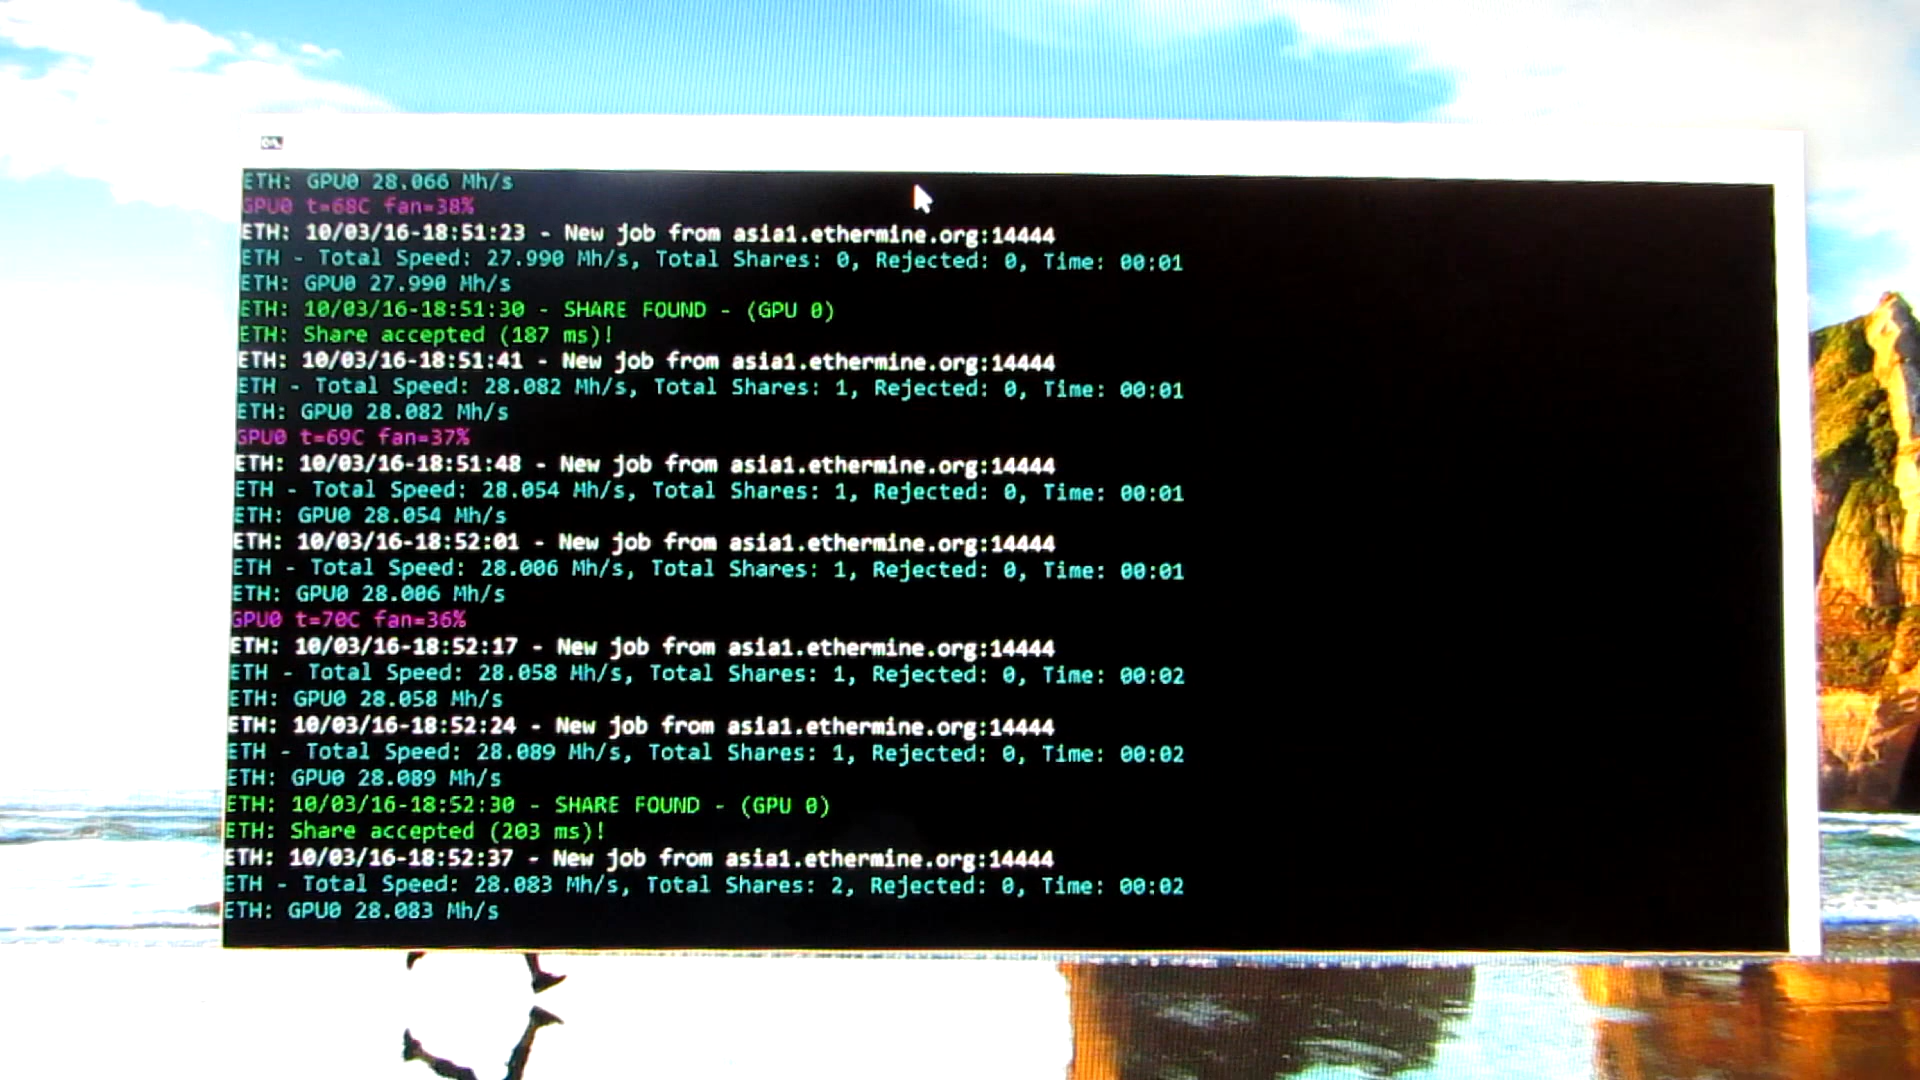 ETH: GPU0 28.066 Mh/s
GPU0 t=68C fan=38%
ETH: 10/03/16-18:51:23 - New job from asia1.ethermine.org:14444
ETH - Total Speed: 27.990 Mh/s, Total Shares: 0, Rejected: 0, Time: 00:01
ETH: GPU0 27.990 Mh/s
ETH: 10/03/16-18:51:30 - SHARE FOUND - (GPU 0)
ETH: Share accepted (187 ms)!
ETH: 10/03/16-18:51:41 - New job from asia1.ethermine.org:14444
ETH - Total Speed: 28.082 Mh/s, Total Shares: 1, Rejected: 0, Time: 00:01
ETH: GPU0 28.082 Mh/s
GPU0 t=69C fan=37%
ETH: 10/03/16-18:51:48 - New job from asia1.ethermine.org:14444
ETH - Total Speed: 28.054 Mh/s, Total Shares: 1, Rejected: 0, Time: 00:01
ETH: GPU0 28.054 Mh/s
ETH: 10/03/16-18:52:01 - New job from asia1.ethermine.org:14444
ETH - Total Speed: 28.006 Mh/s, Total Shares: 1, Rejected: 0, Time: 00:01
ETH: GPU0 28.006 Mh/s
GPU0 t=70C fan=36%
ETH: 10/03/16-18:52:17 - New job from asia1.ethermine.org:14444
ETH - Total Speed: 28.058 Mh/s, Total Shares: 1, Rejected: 0, Time: 00:02
ETH: GPU0 28.058 Mh/s
ETH: 10/03/16-18:52:24 - New job from asia1.ethermine.org:14444
ETH - Total Speed: 28.089 Mh/s, Total Shares: 1, Rejected: 0, Time: 00:02
ETH: GPU0 28.089 Mh/s
ETH: 10/03/16-18:52:30 - SHARE FOUND - (GPU 0)
ETH: Share accepted (203 ms)!
ETH: 10/03/16-18:52:37 - New job from asia1.ethermine.org:14444
ETH - Total Speed: 28.083 Mh/s, Total Shares: 2, Rejected: 0, Time: 00:02
ETH: GPU0 28.083 Mh/s